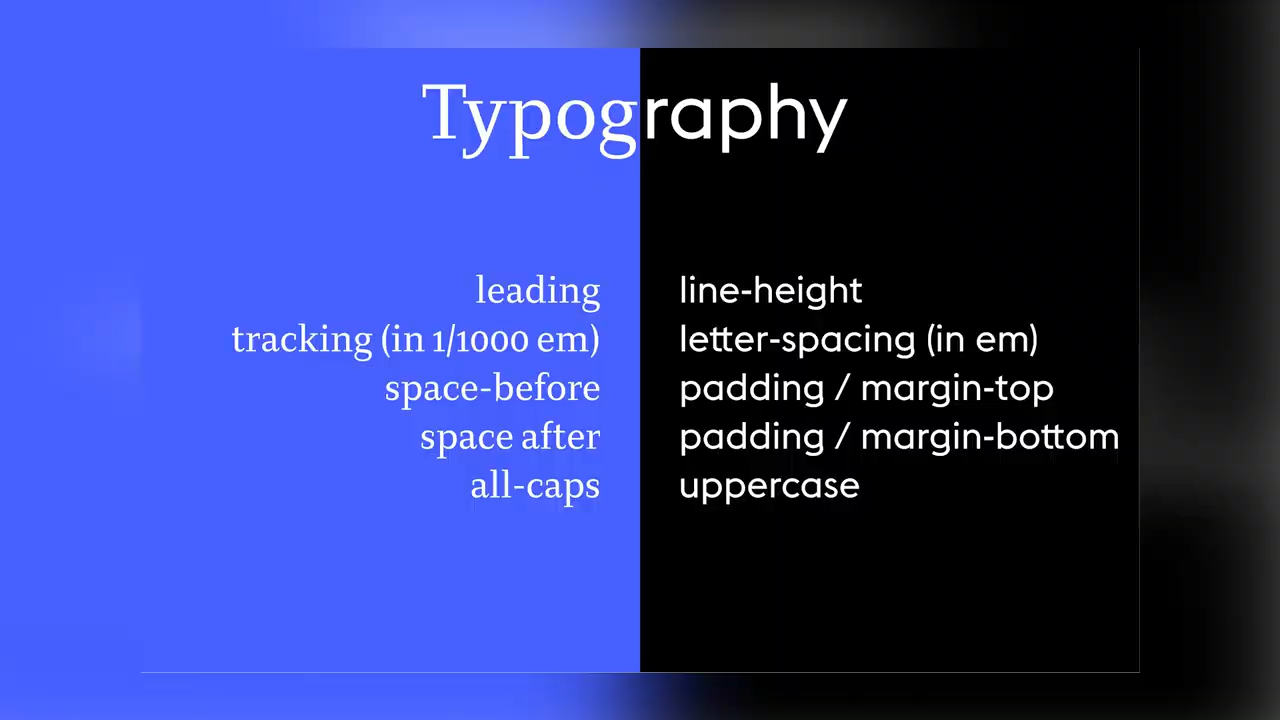 Typography
leading line-height
tracking (in 1/1000 em) letter-spacing (in em)
space-before padding / margin-top
space after padding / margin-bottom
all-caps uppercase